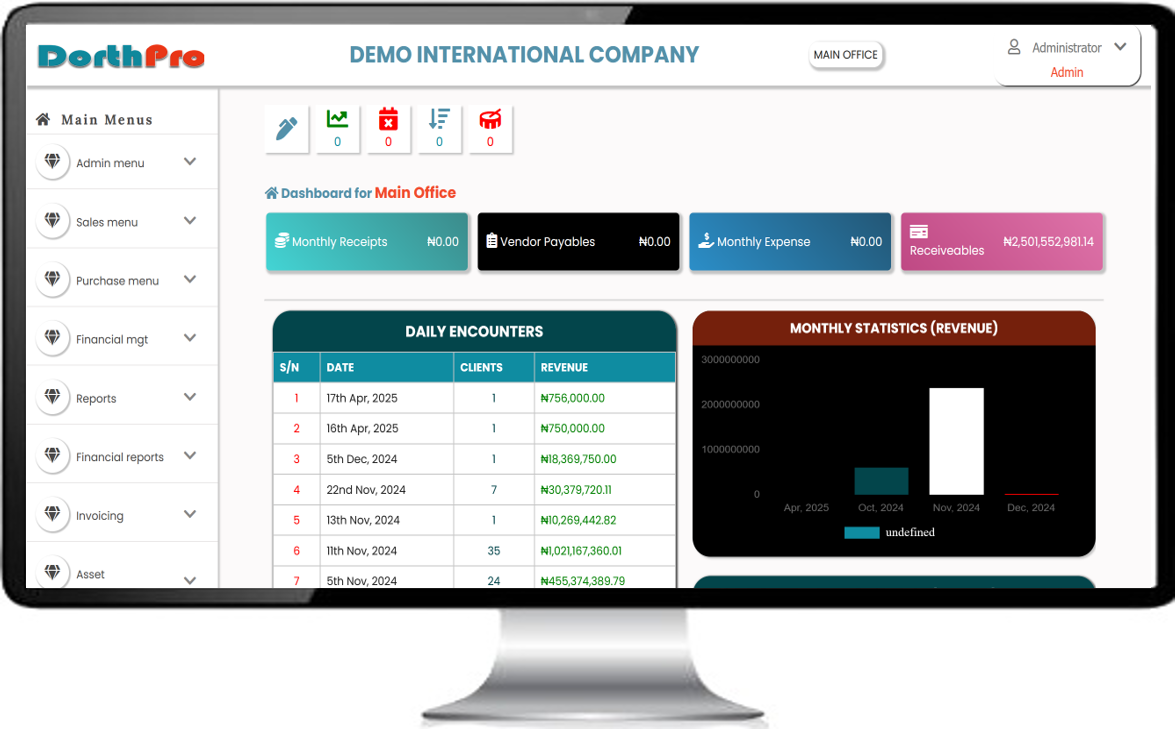 DorthPro
DEMO INTERNATIONAL COMPANY
MAIN OFFICE
Administrator
Admin
Main Menus
Admin menu
Sales menu
Purchase menu
Financial mgt
Reports
Financial reports
Invoicing
Asset
0 0 0 0
Dashboard for Main Office
Monthly Receipts ₦0.00
Vendor Payables ₦0.00
Monthly Expense ₦0.00
Receiveables ₦2,501,552,981.14
DAILY ENCOUNTERS
S/N DATE CLIENTS REVENUE
1 17th Apr, 2025 1 ₦756,000.00
2 16th Apr, 2025 1 ₦750,000.00
3 5th Dec, 2024 1 ₦18,369,750.00
4 22nd Nov, 2024 7 ₦30,379,720.11
5 13th Nov, 2024 1 ₦10,269,442.82
6 11th Nov, 2024 35 ₦1,021,167,360.01
7 5th Nov, 2024 24 ₦455,374,389.79
MONTHLY STATISTICS (REVENUE)
3000000000
2000000000
1000000000
0
Apr, 2025 Oct, 2024 Nov, 2024 Dec, 2024
undefined